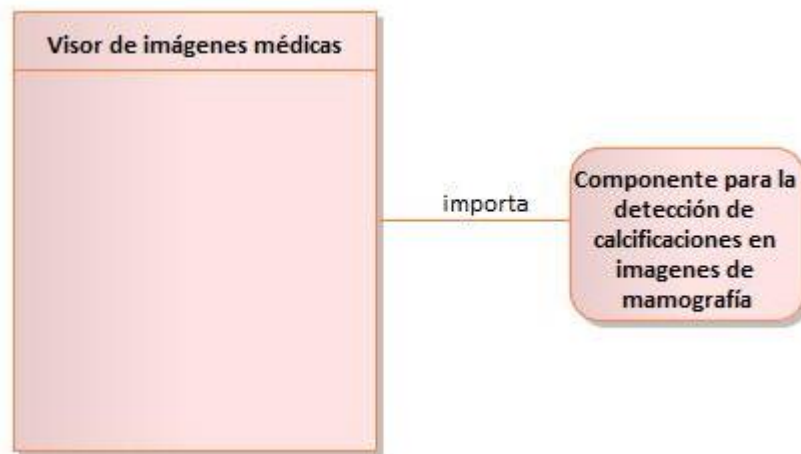 Visor de imágenes médicas
importa
Componente para la
detección de
calcificaciones en
imagenes de
mamografía